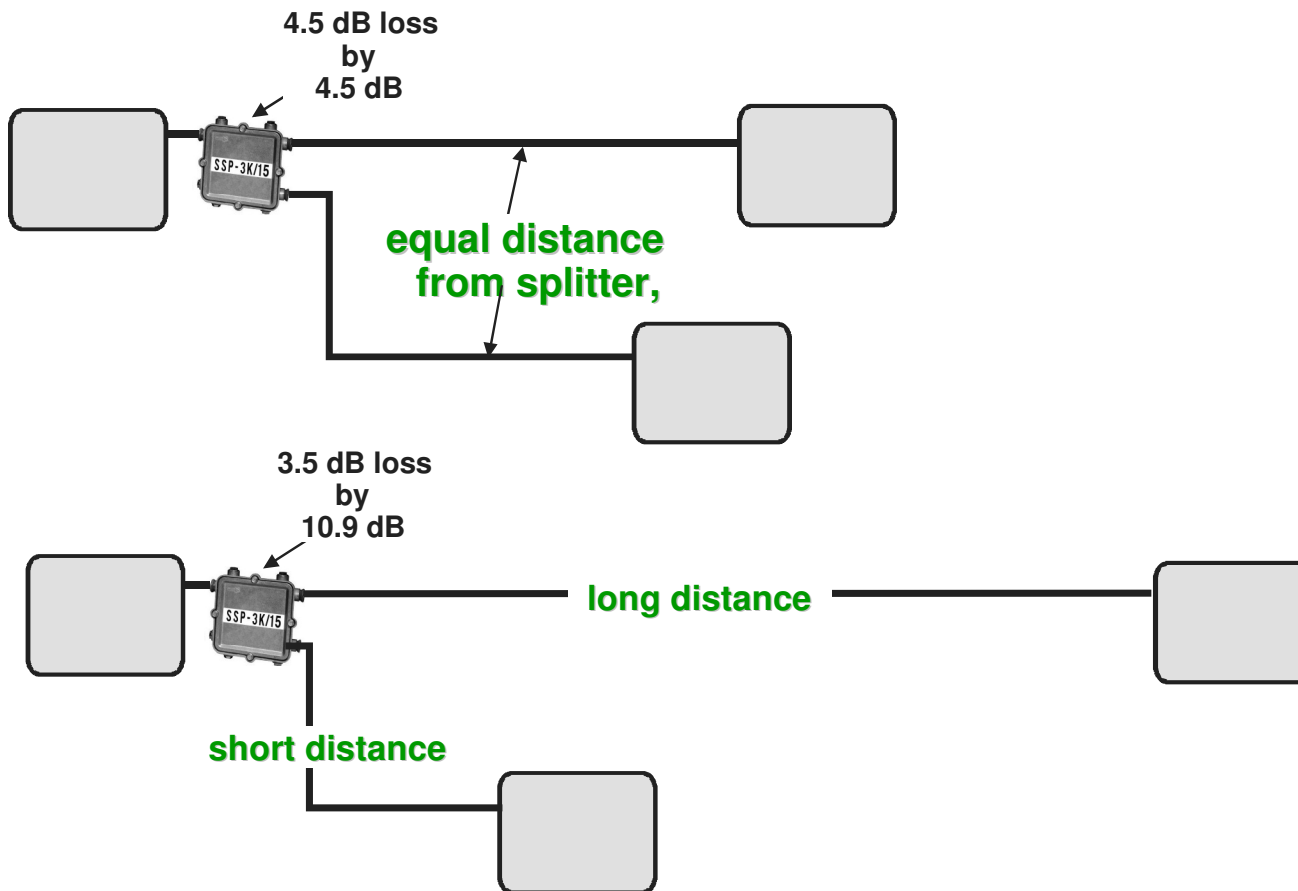 4.5 dB loss
by
4.5 dB
SSP-3K/15
equal distance
from splitter,
3.5 dB loss
by
10.9 dB
SSP-3K/15
long distance
short distance